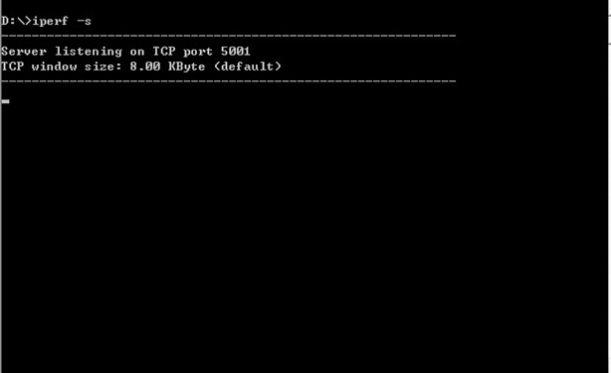 D:\>iperf -s
------------------------------------------------------------
Server listening on TCP port 5001
TCP window size: 8.00 KByte (default)
------------------------------------------------------------